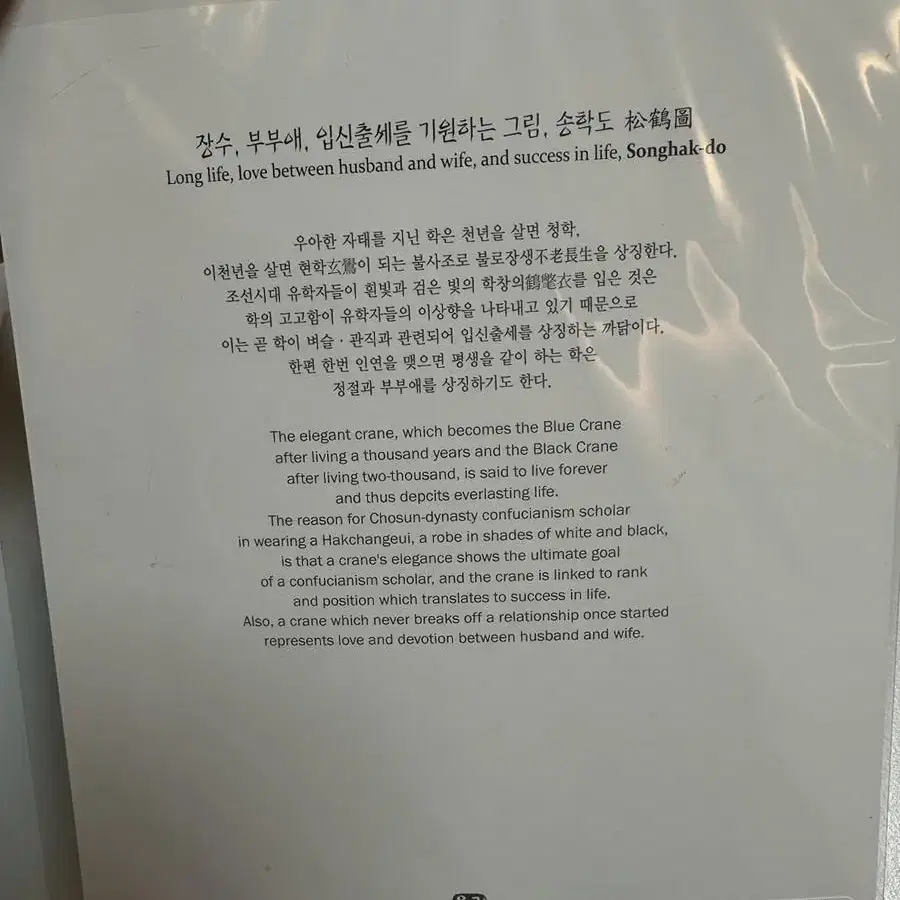 장수, 부부애, 입신출세를 기원하는 그림, 송학도 松鶴圖
Long life, love between husband and wife, and success in life, Songhak-do
우아한 자태를 지닌 학은 천년을 살면 청학,
이천년을 살면 현학玄鶴이 되는 불사조로 불로장생不老長生을 상징한다.
조선시대 유학자들이 흰빛과 검은 빛의 학창의鶴氅衣를 입은 것은
학의 고고함이 유학자들의 이상향을 나타내고 있기 때문으로
이는 곧 학이 벼슬 · 관직과 관련되어 입신출세를 상징하는 까닭이다.
한편 한번 인연을 맺으면 평생을 같이 하는 학은
정절과 부부애를 상징하기도 한다.
The elegant crane, which becomes the Blue Crane
after living a thousand years and the Black Crane
after living two-thousand, is said to live forever
and thus depcits everlasting life.
The reason for Chosun-dynasty confucianism scholar
in wearing a Hakchangeui, a robe in shades of white and black,
is that a crane's elegance shows the ultimate goal
of a confucianism scholar, and the crane is linked to rank
and position which translates to success in life.
Also, a crane which never breaks off a relationship once started
represents love and devotion between husband and wife.